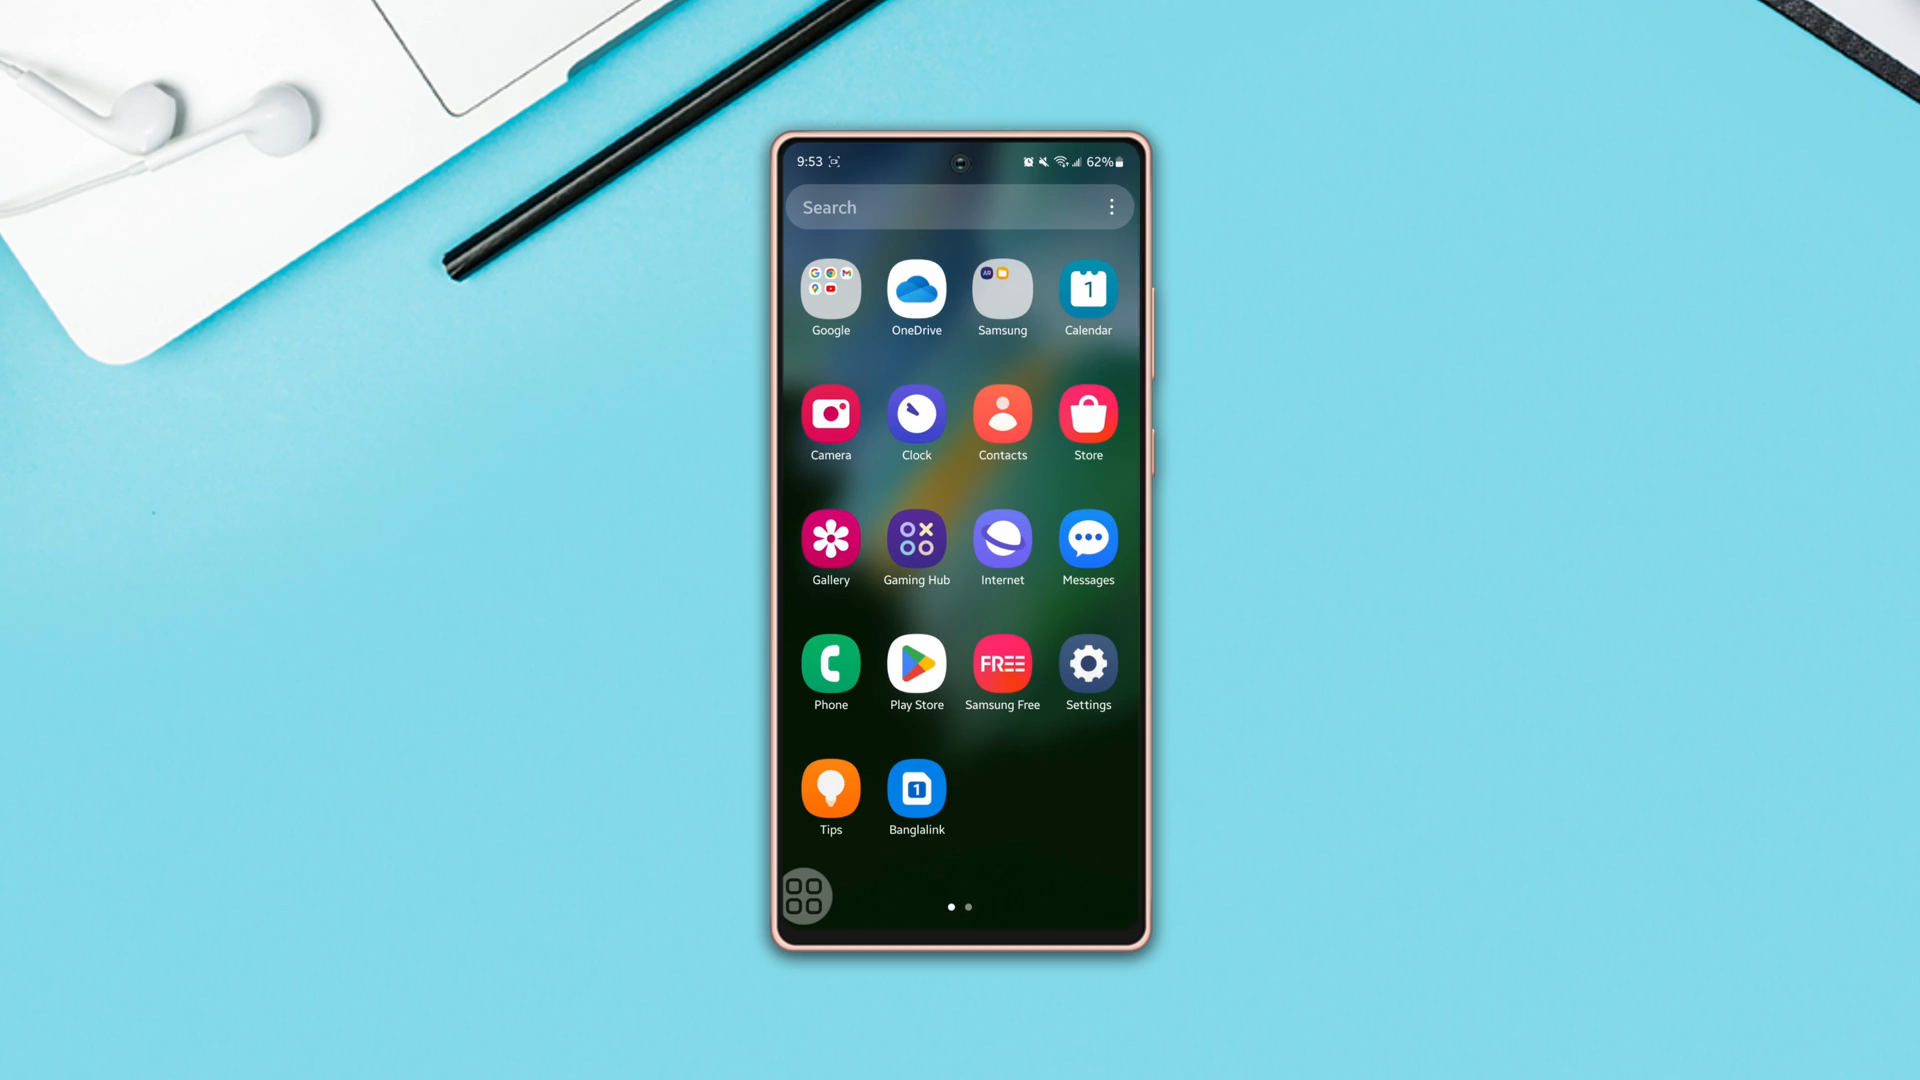 9:53 62%
Search
Google OneDrive Samsung Calendar
1
Camera Clock Contacts Store
Gallery Gaming Hub Internet Messages
FREE
Phone Play Store Samsung Free Settings
1
Tips Banglalink